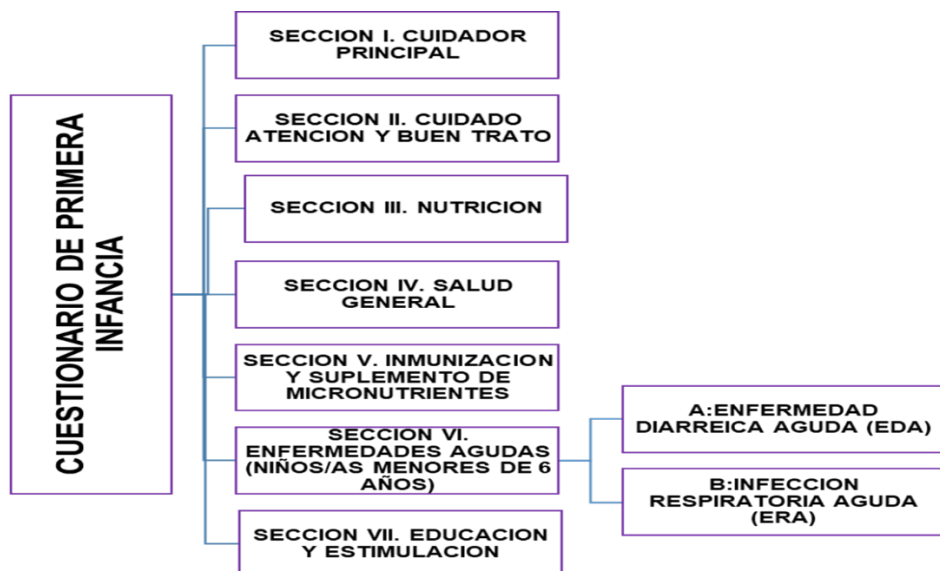 CUESTIONARIO DE PRIMERA
INFANCIA
SECCION I. CUIDADOR
PRINCIPAL
SECCION II. CUIDADO
ATENCION Y BUEN TRATO
SECCION III. NUTRICION
SECCION IV. SALUD
GENERAL
SECCION V. INMUNIZACION
Y SUPLEMENTO DE
MICRONUTRIENTES
SECCION VI.
ENFERMEDADES AGUDAS
(NIÑOS/AS MENORES DE 6
AÑOS)
A:ENFERMEDAD
DIARREICA AGUDA (EDA)
B:INFECCION
RESPIRATORIA AGUDA
(ERA)
SECCION VII. EDUCACION
Y ESTIMULACION